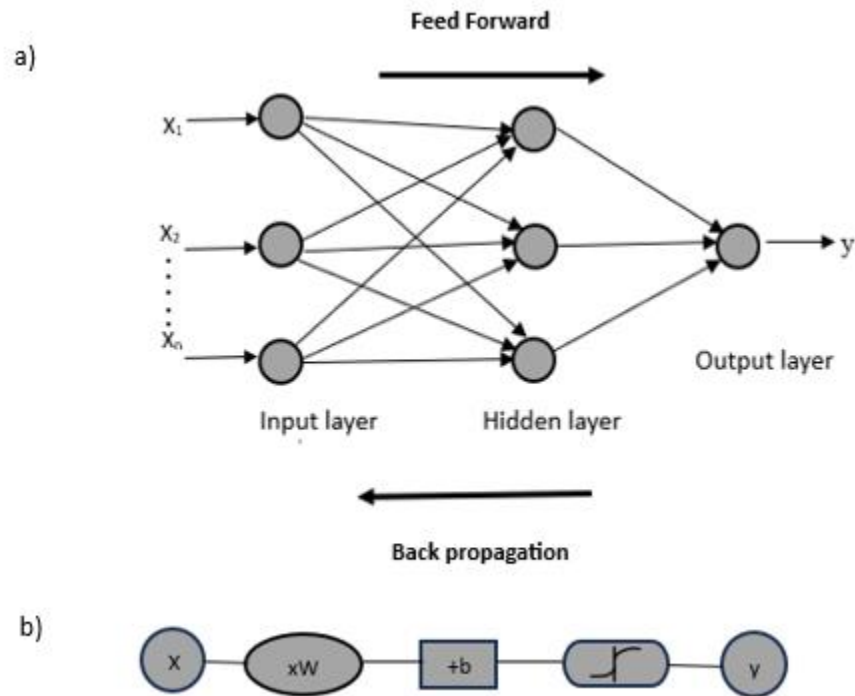 Feed Forward
a)
X₁
X₂
Xₙ
y
Output layer
Input layer
Hidden layer
Back propagation
b)
x
xW
+b
y